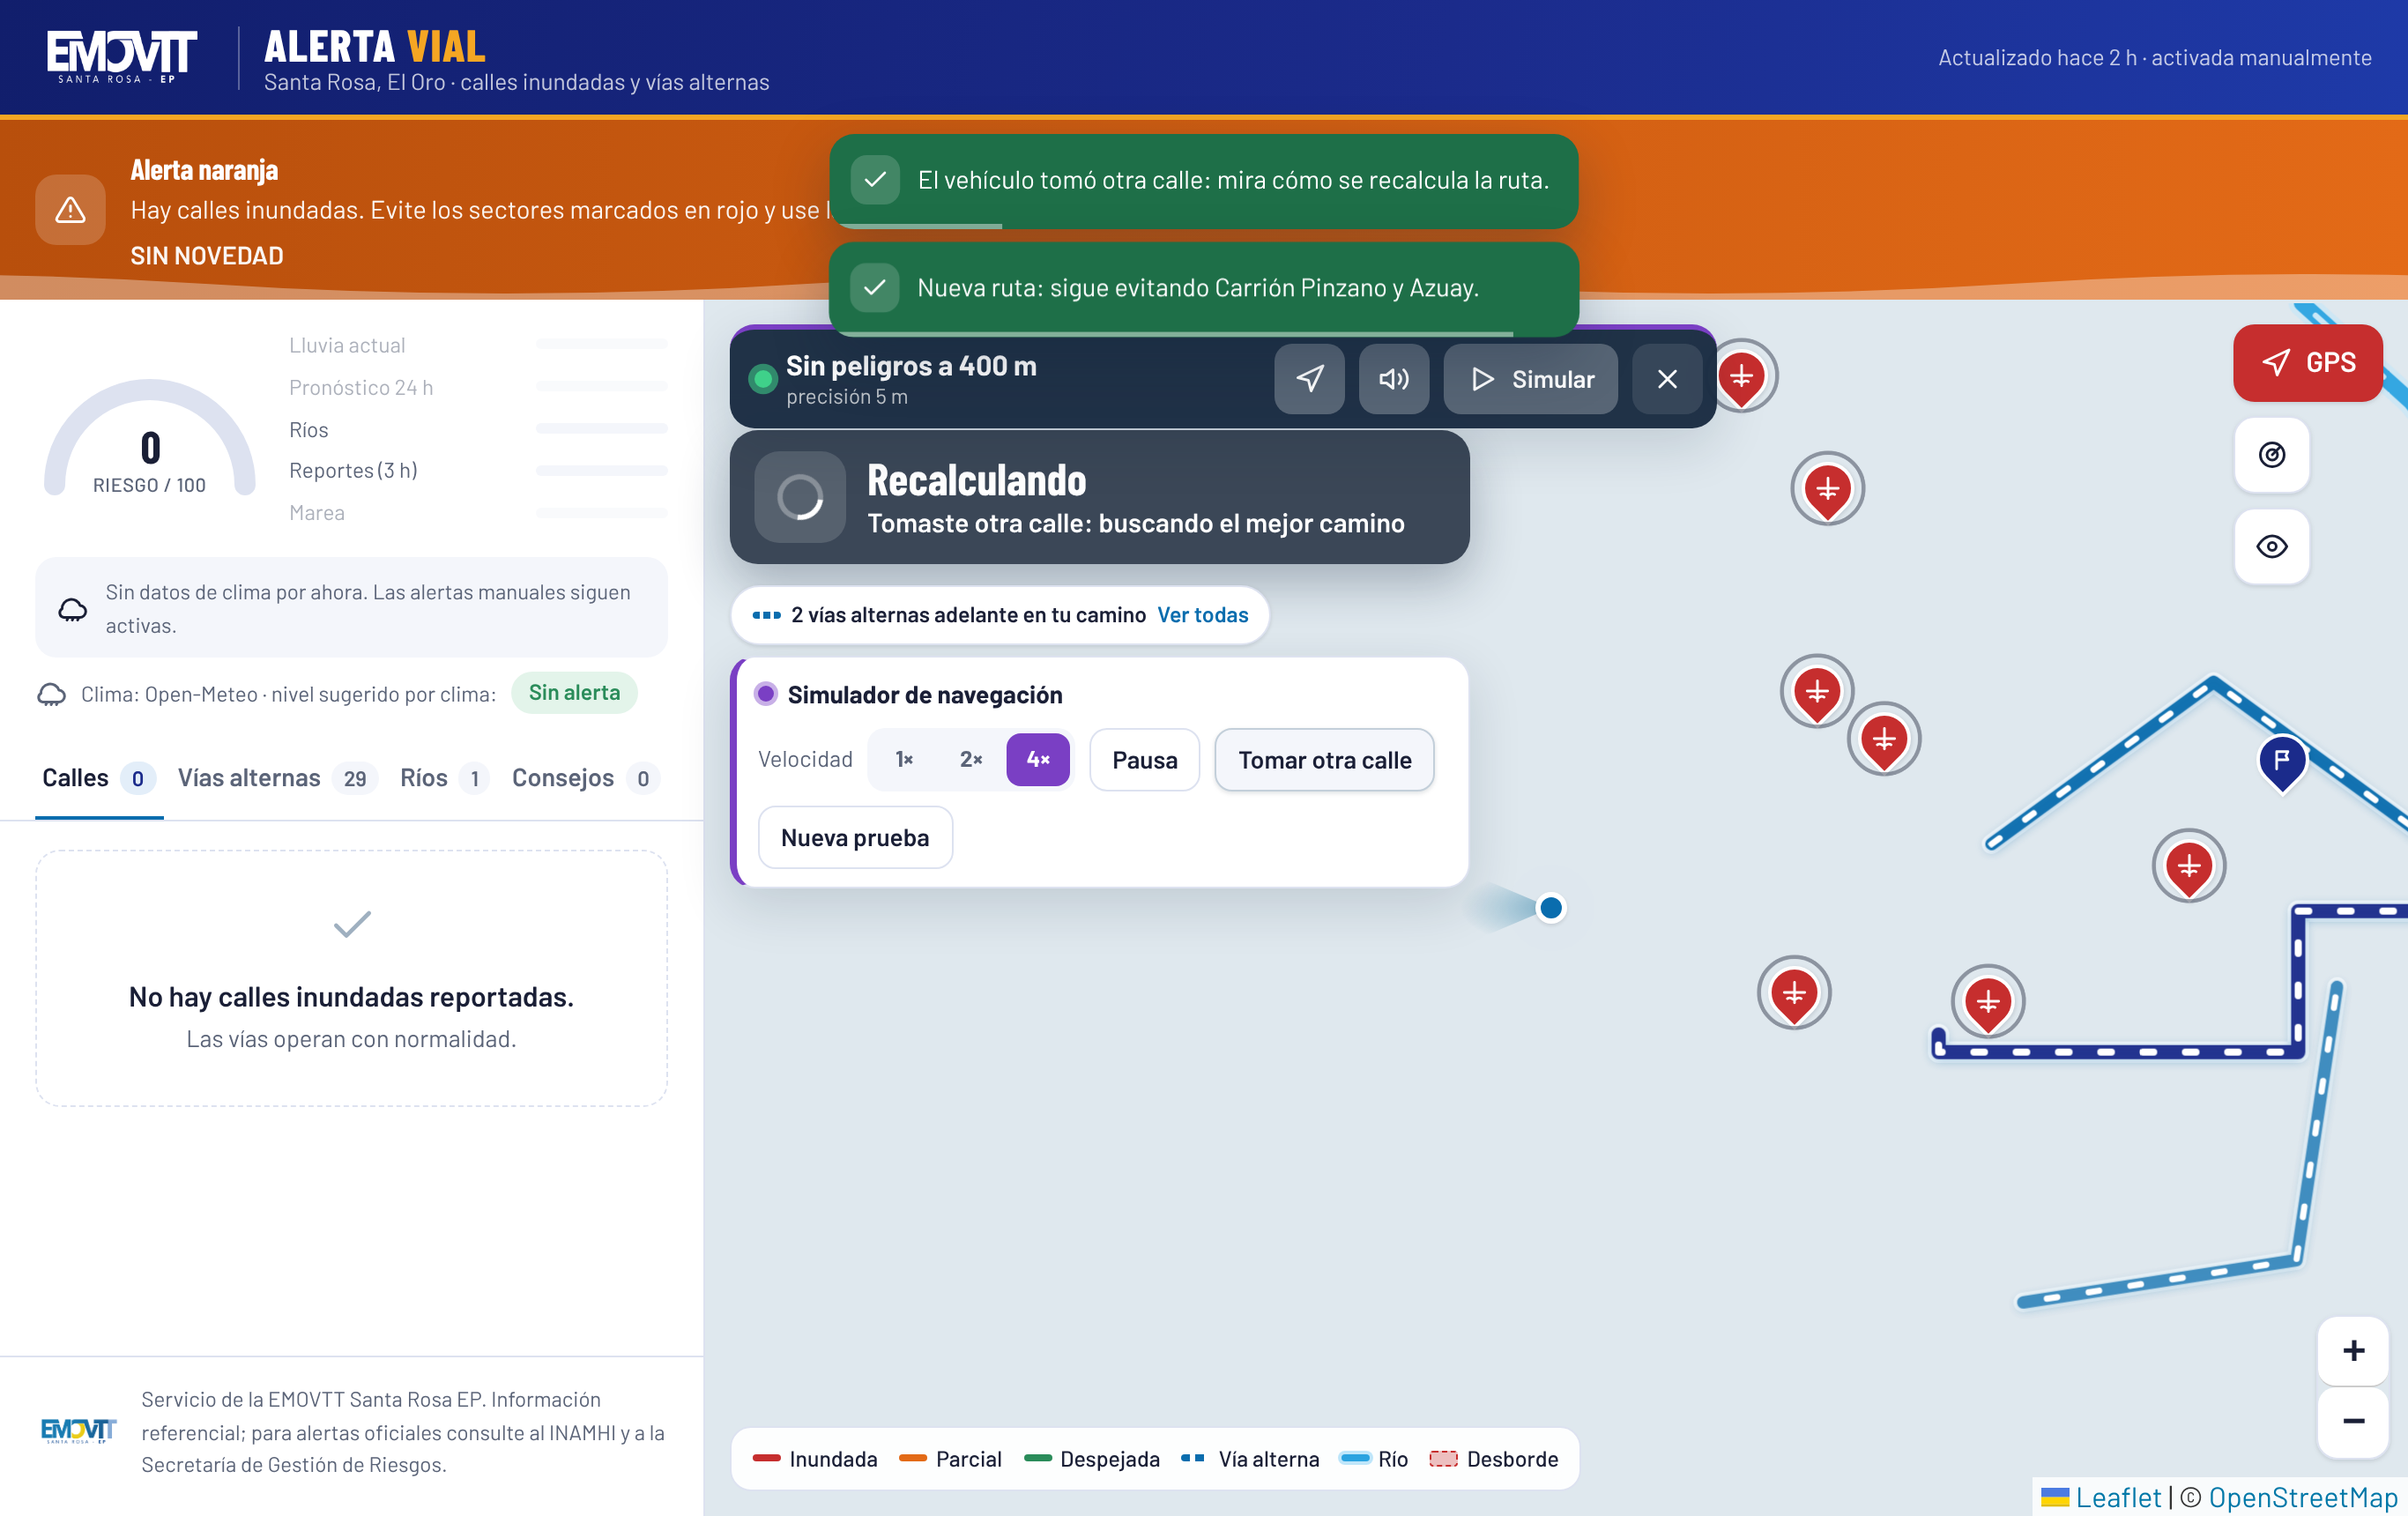 EMOVTT
SANTA ROSA - EP
ALERTA VIAL
Santa Rosa, El Oro · calles inundadas y vías alternas
Actualizado hace 2 h · activada manualmente
Alerta naranja
Hay calles inundadas. Evite los sectores marcados en rojo y use
SIN NOVEDAD
El vehículo tomó otra calle: mira cómo se recalcula la ruta.
Nueva ruta: sigue evitando Carrión Pinzano y Azuay.
0
RIESGO / 100
Lluvia actual
Pronóstico 24 h
Ríos
Reportes (3 h)
Marea
Sin datos de clima por ahora. Las alertas manuales siguen
activas.
Clima: Open-Meteo · nivel sugerido por clima: Sin alerta
Calles 0 Vías alternas 29 Ríos 1 Consejos 0
No hay calles inundadas reportadas.
Las vías operan con normalidad.
EMOVTT
SANTA ROSA - EP
Servicio de la EMOVTT Santa Rosa EP. Información
referencial; para alertas oficiales consulte al INAMHI y a la
Secretaría de Gestión de Riesgos.
Sin peligros a 400 m
precisión 5 m
Simular
GPS
Recalculando
Tomaste otra calle: buscando el mejor camino
2 vías alternas adelante en tu camino Ver todas
Simulador de navegación
Velocidad 1× 2× 4× Pausa Tomar otra calle
Nueva prueba
+
−
Inundada Parcial Despejada Vía alterna Río Desborde
Leaflet | © OpenStreetMap